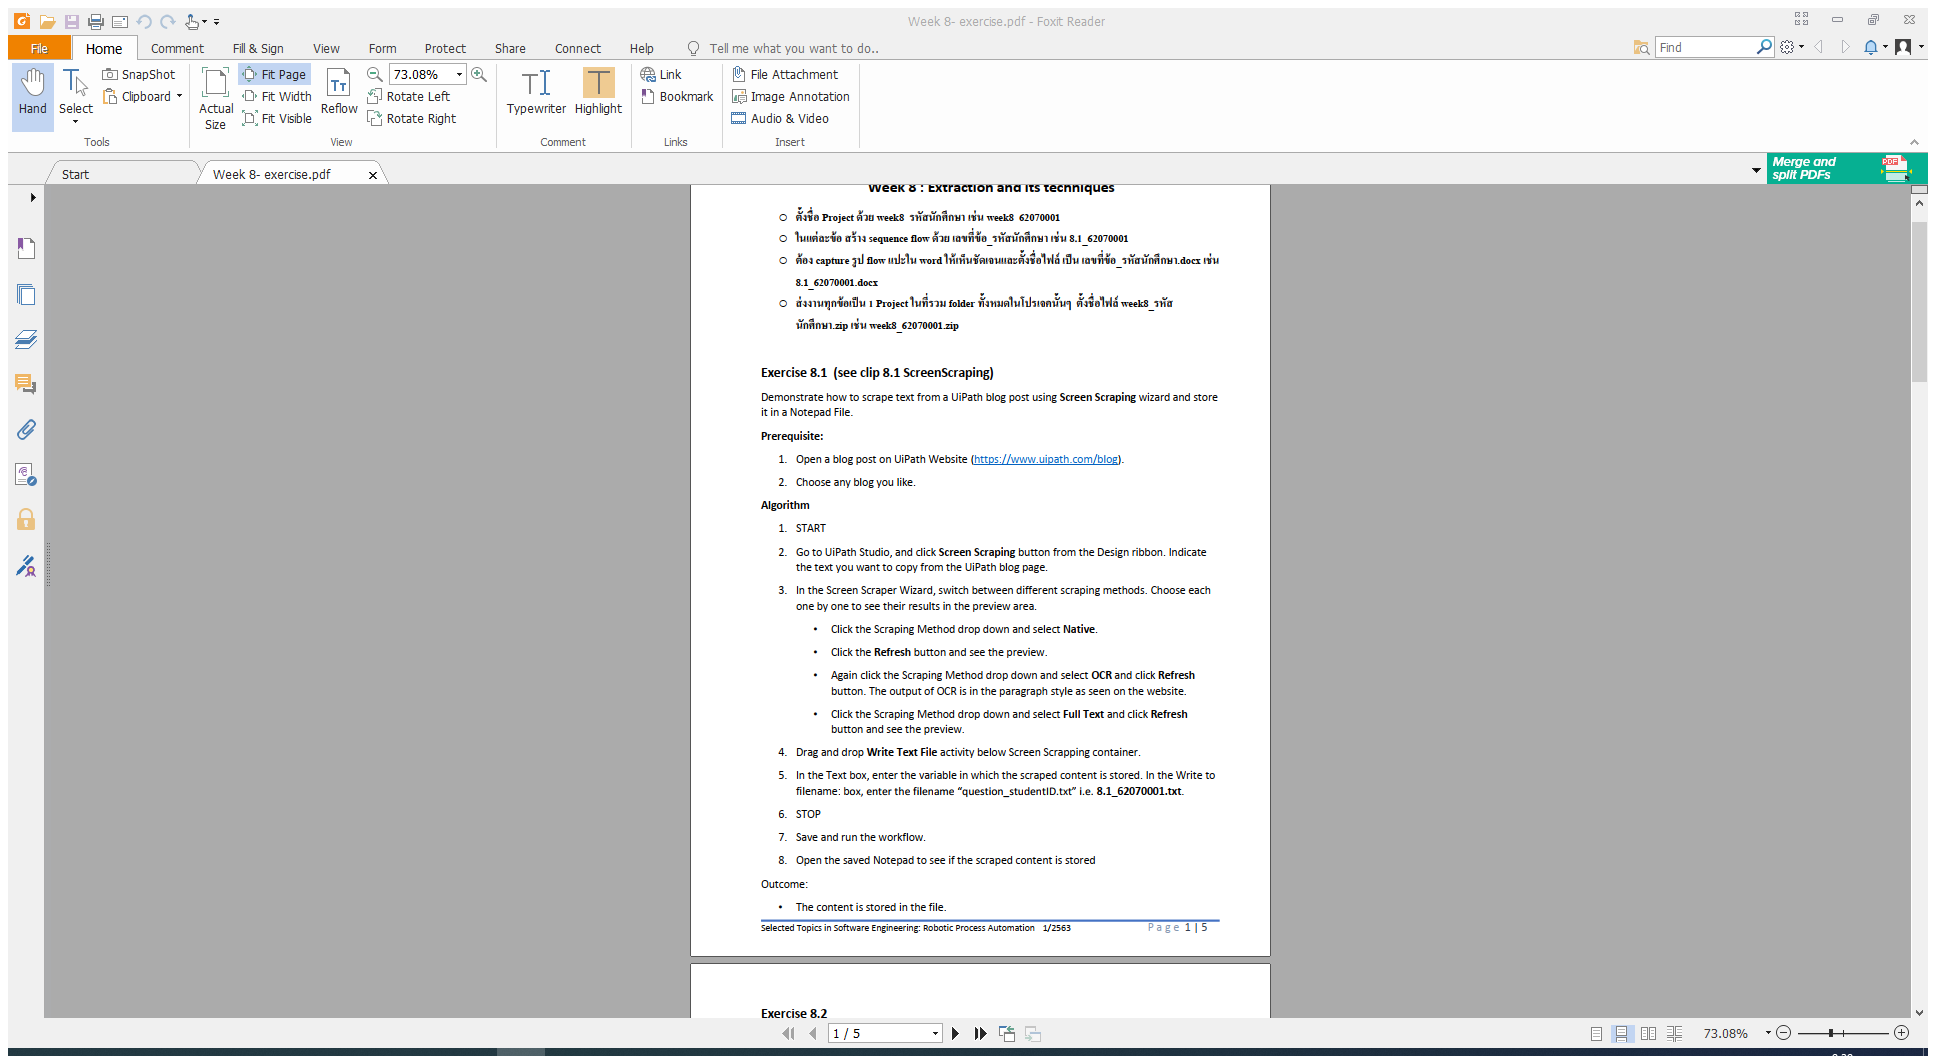 Week 8- exercise.pdf - Foxit Reader
File Home Comment Fill & Sign View Form Protect Share Connect Help Tell me what you want to do.. Find
Hand
Select
SnapShot
Clipboard
Tools
Actual Size
Fit Page
Fit Width
Fit Visible
Reflow
73.08%
Rotate Left
Rotate Right
View
Typewriter
Highlight
Comment
Link
Bookmark
Links
File Attachment
Image Annotation
Audio & Video
Insert
Start
Week 8- exercise.pdf
Merge and
split PDFs
PDF
Week 8 : Extraction and its techniques
ตั้งชื่อ Project ด้วย week8_รหัสนักศึกษา เช่น week8_62070001
ในแต่ละข้อ สร้าง sequence flow ด้วย เลขที่ข้อ_รหัสนักศึกษา เช่น 8.1_62070001
ต้อง capture รูป flow แปะใน word ให้เห็นชัดเจนและตั้งชื่อไฟล์ เป็น เลขที่ข้อ_รหัสนักศึกษา.docx เช่น
8.1_62070001.docx
ส่งงานทุกข้อเป็น 1 Project ในที่รวม folder ทั้งหมดในโปรเจคนั้นๆ ตั้งชื่อไฟล์ week8_รหัส
นักศึกษา.zip เช่น week8_62070001.zip
Exercise 8.1 (see clip 8.1 ScreenScraping)
Demonstrate how to scrape text from a UiPath blog post using Screen Scraping wizard and store
it in a Notepad File.
Prerequisite:
1. Open a blog post on UiPath Website (https://www.uipath.com/blog).
2. Choose any blog you like.
Algorithm
1. START
2. Go to UiPath Studio, and click Screen Scraping button from the Design ribbon. Indicate
the text you want to copy from the UiPath blog page.
3. In the Screen Scraper Wizard, switch between different scraping methods. Choose each
one by one to see their results in the preview area.
• Click the Scraping Method drop down and select Native.
• Click the Refresh button and see the preview.
• Again click the Scraping Method drop down and select OCR and click Refresh
button. The output of OCR is in the paragraph style as seen on the website.
• Click the Scraping Method drop down and select Full Text and click Refresh
button and see the preview.
4. Drag and drop Write Text File activity below Screen Scrapping container.
5. In the Text box, enter the variable in which the scraped content is stored. In the Write to
filename: box, enter the filename “question_studentID.txt” i.e. 8.1_62070001.txt.
6. STOP
7. Save and run the workflow.
8. Open the saved Notepad to see if the scraped content is stored
Outcome:
• The content is stored in the file.
Selected Topics in Software Engineering: Robotic Process Automation 1/2563 Page 1 | 5
Exercise 8.2
1 / 5
73.08%